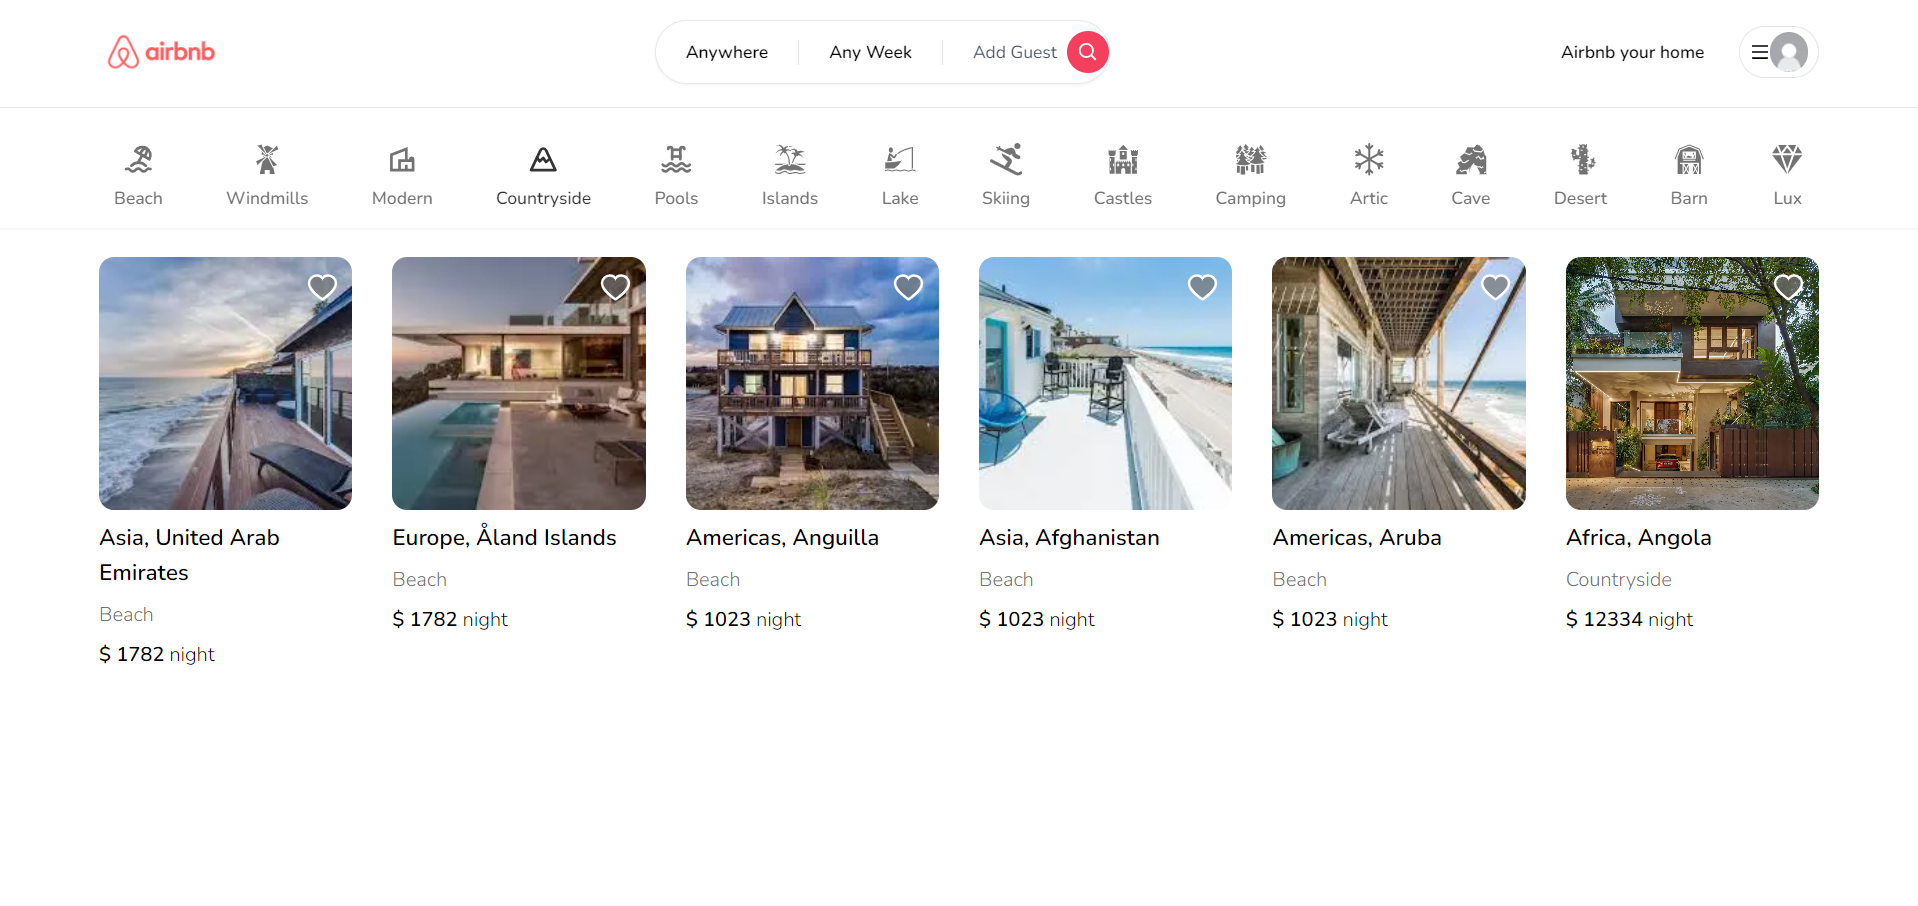 airbnb
Anywhere
Any Week
Add Guest
Airbnb your home
Beach
Windmills
Modern
Countryside
Pools
Islands
Lake
Skiing
Castles
Camping
Artic
Cave
Desert
Barn
Lux
Asia, United Arab
Emirates
Beach
$ 1782 night
Europe, Åland Islands
Beach
$ 1782 night
Americas, Anguilla
Beach
$ 1023 night
Asia, Afghanistan
Beach
$ 1023 night
Americas, Aruba
Beach
$ 1023 night
Africa, Angola
Countryside
$ 12334 night